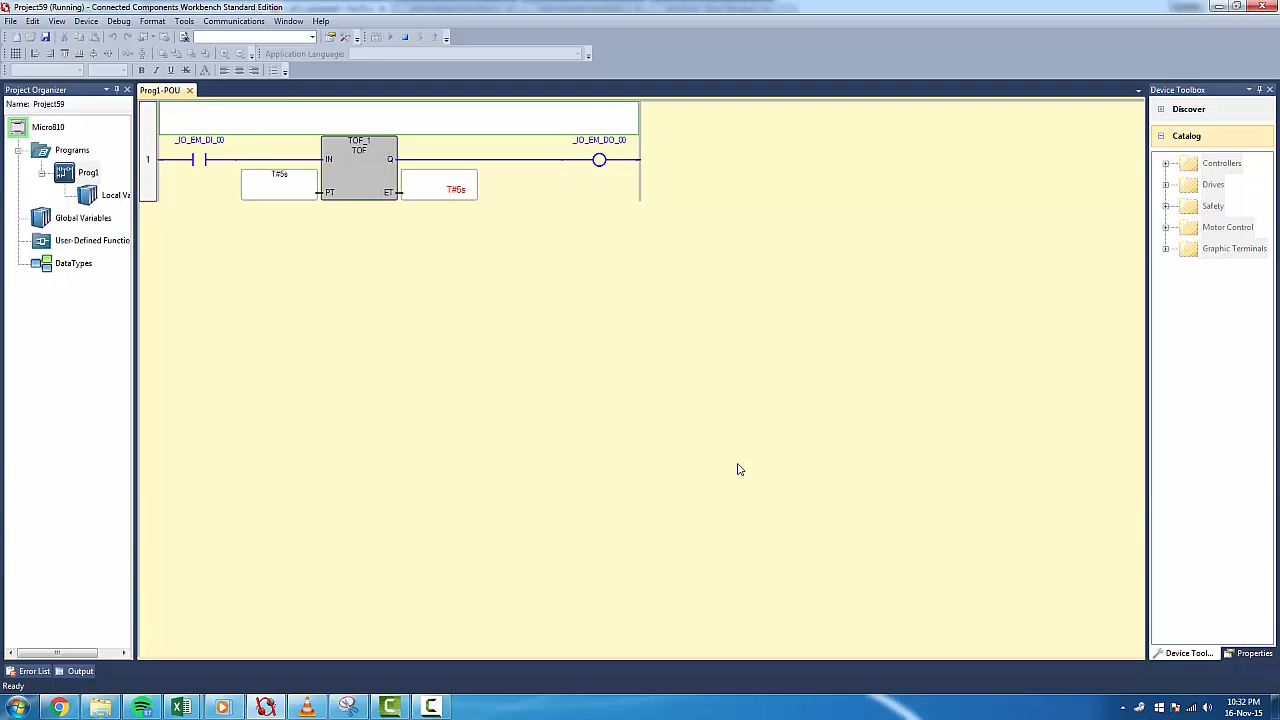 Project59 (Running) - Connected Components Workbench Standard Edition
File Edit View Device Debug Format Tools Communications Window Help
Application Language:
Project Organizer
Name: Project59
Micro810
Programs
Prog1
Local Va
Global Variables
User-Defined Functio
DataTypes
Prog1-POU
_IO_EM_DI_00
TOF_1
TOF
_IO_EM_DO_00
1
IN
Q
T#5s
PT
ET
T#5s
Device Toolbox
Discover
Catalog
Controllers
Drives
Safety
Motor Control
Graphic Terminals
Error List
Output
Device Tool...
Properties
Ready
10:32 PM
16-Nov-15